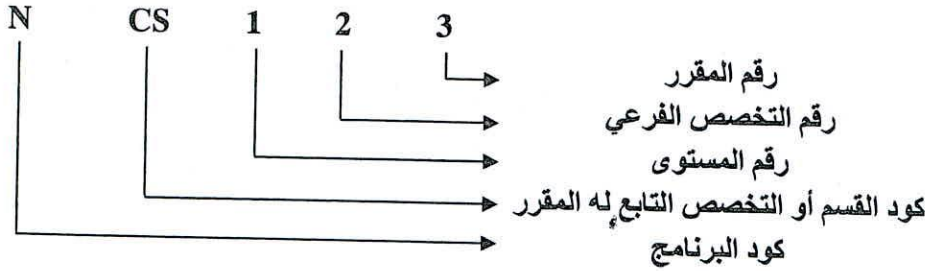 N CS 1 2 3
رقم المقرر
رقم التخصص الفرعي
رقم المستوى
كود القسم أو التخصص التابع له المقرر
كود البرنامج